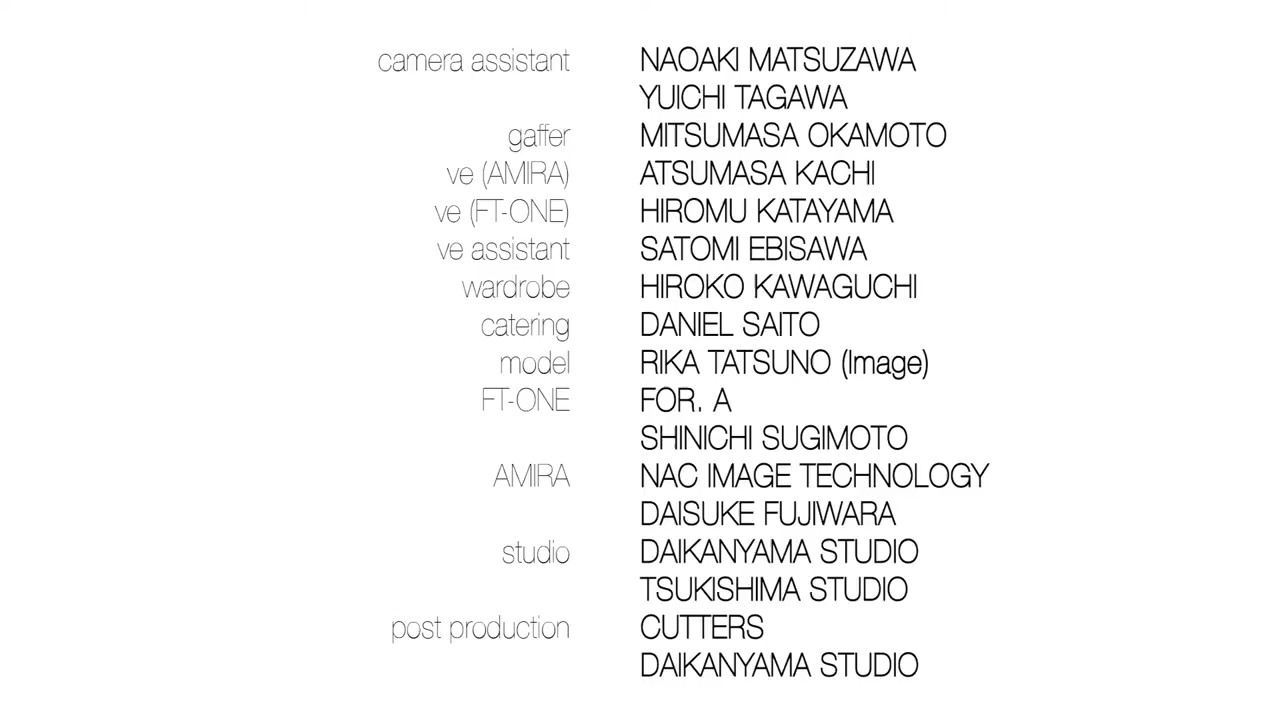 camera assistant NAOAKI MATSUZAWA
YUICHI TAGAWA
gaffer MITSUMASA OKAMOTO
ve (AMIRA) ATSUMASA KACHI
ve (FT-ONE) HIROMU KATAYAMA
ve assistant SATOMI EBISAWA
wardrobe HIROKO KAWAGUCHI
catering DANIEL SAITO
model RIKA TATSUNO (Image)
FT-ONE FOR. A
SHINICHI SUGIMOTO
AMIRA NAC IMAGE TECHNOLOGY
DAISUKE FUJIWARA
studio DAIKANYAMA STUDIO
TSUKISHIMA STUDIO
post production CUTTERS
DAIKANYAMA STUDIO